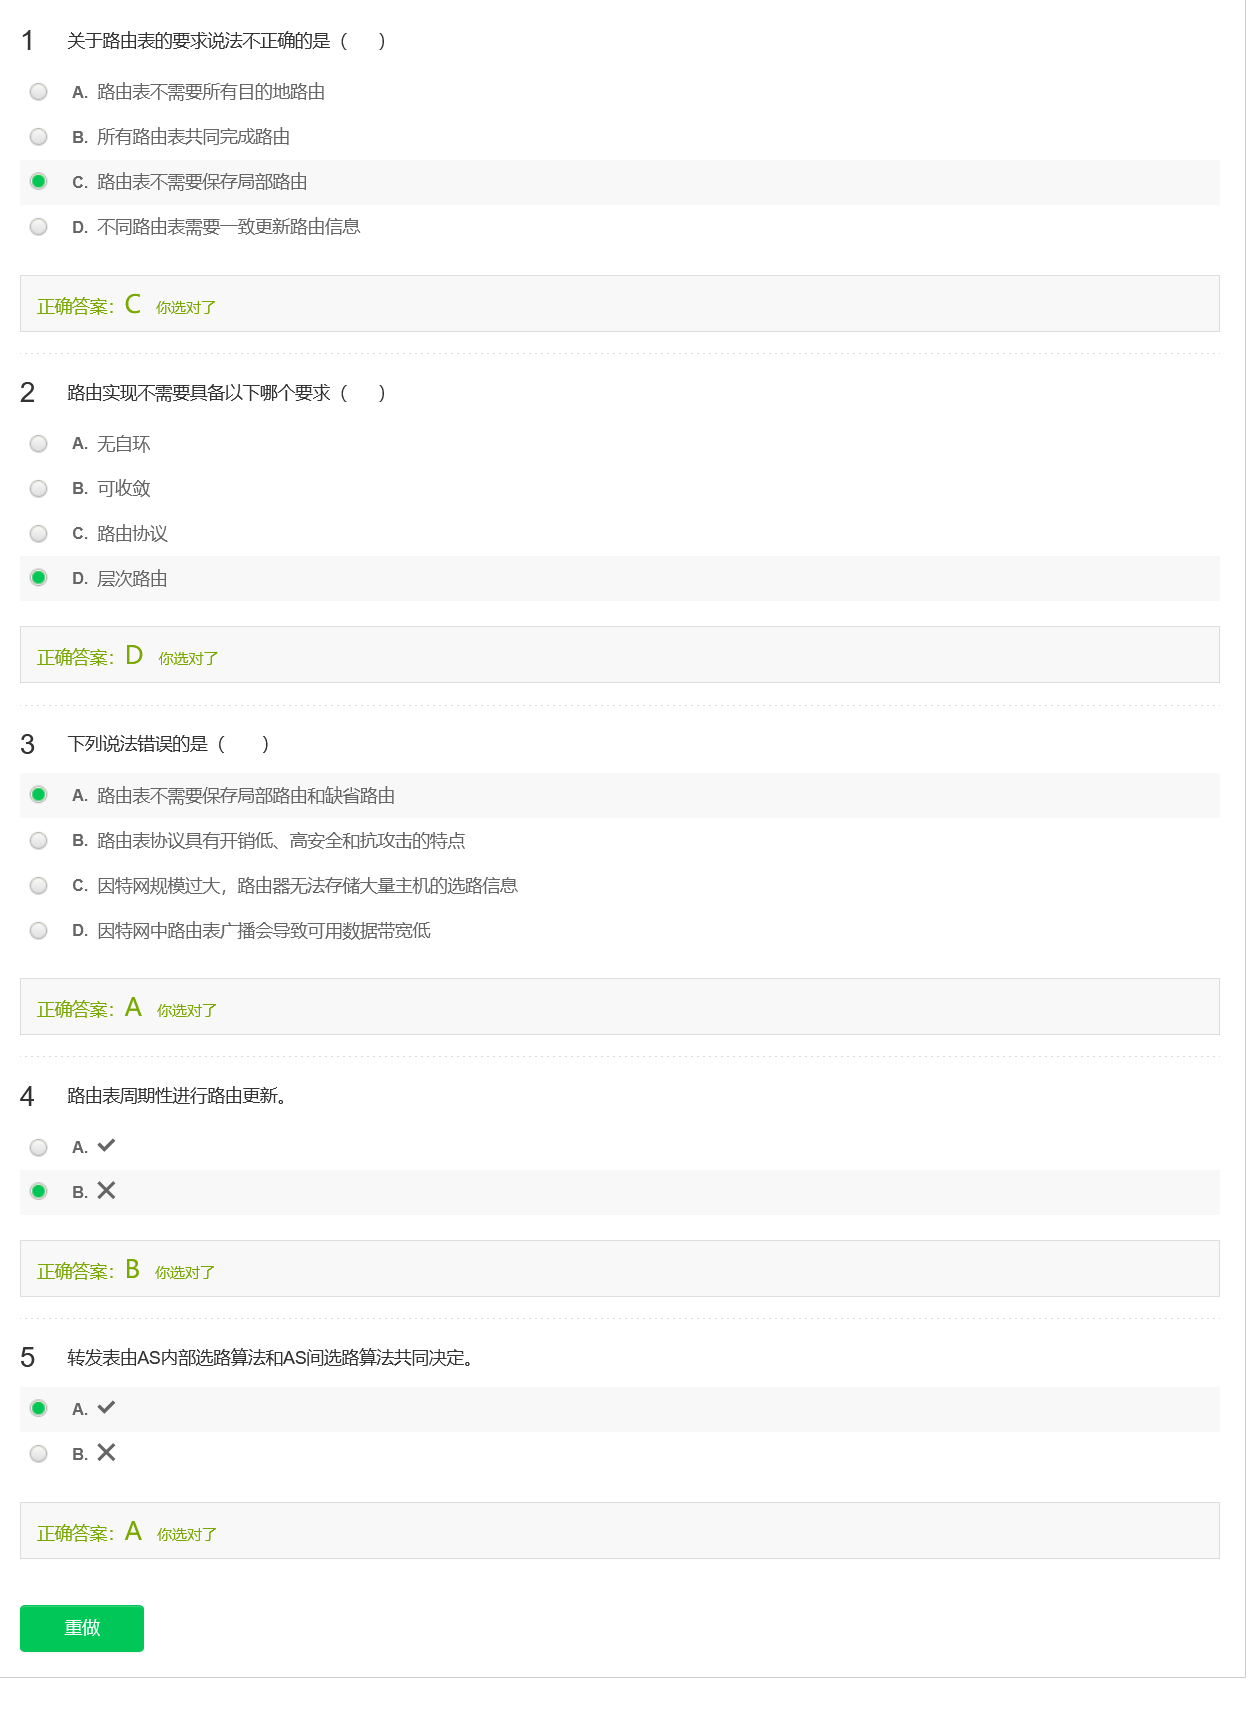 1 关于路由表的要求说法不正确的是（　　）
A. 路由表不需要所有目的地路由
B. 所有路由表共同完成路由
C. 路由表不需要保存局部路由
D. 不同路由表需要一致更新路由信息
正确答案：C 你选对了
2 路由实现不需要具备以下哪个要求（　　）
A. 无自环
B. 可收敛
C. 路由协议
D. 层次路由
正确答案：D 你选对了
3 下列说法错误的是（　　）
A. 路由表不需要保存局部路由和缺省路由
B. 路由表协议具有开销低、高安全和抗攻击的特点
C. 因特网规模过大，路由器无法存储大量主机的选路信息
D. 因特网中路由表广播会导致可用数据带宽低
正确答案：A 你选对了
4 路由表周期性进行路由更新。
A. ✓
B. ✕
正确答案：B 你选对了
5 转发表由AS内部选路算法和AS间选路算法共同决定。
A. ✓
B. ✕
正确答案：A 你选对了
重做